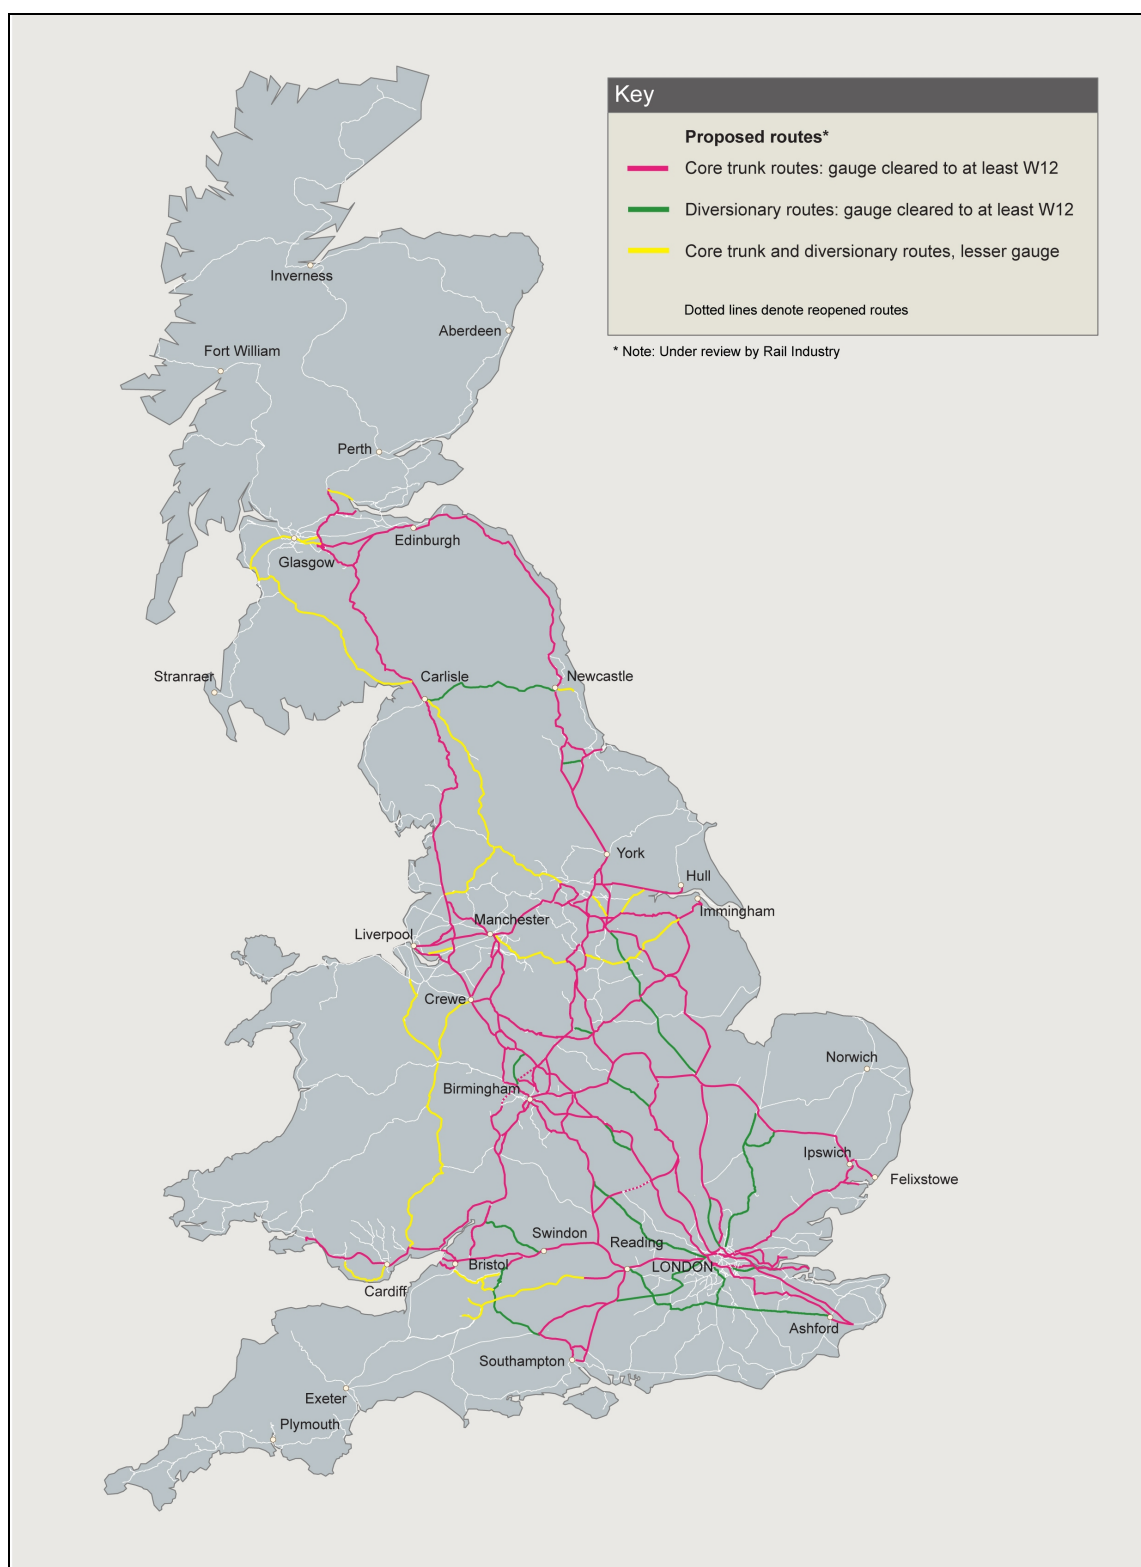 Key
Proposed routes*
Core trunk routes: gauge cleared to at least W12
Diversionary routes: gauge cleared to at least W12
Core trunk and diversionary routes, lesser gauge
Dotted lines denote reopened routes
* Note: Under review by Rail Industry
Inverness
Aberdeen
Fort William
Perth
Edinburgh
Glasgow
Stranraer
Carlisle
Newcastle
York
Hull
Immingham
Manchester
Liverpool
Crewe
Norwich
Birmingham
Ipswich
Felixstowe
Swindon
Reading
Bristol
LONDON
Cardiff
Ashford
Southampton
Exeter
Plymouth